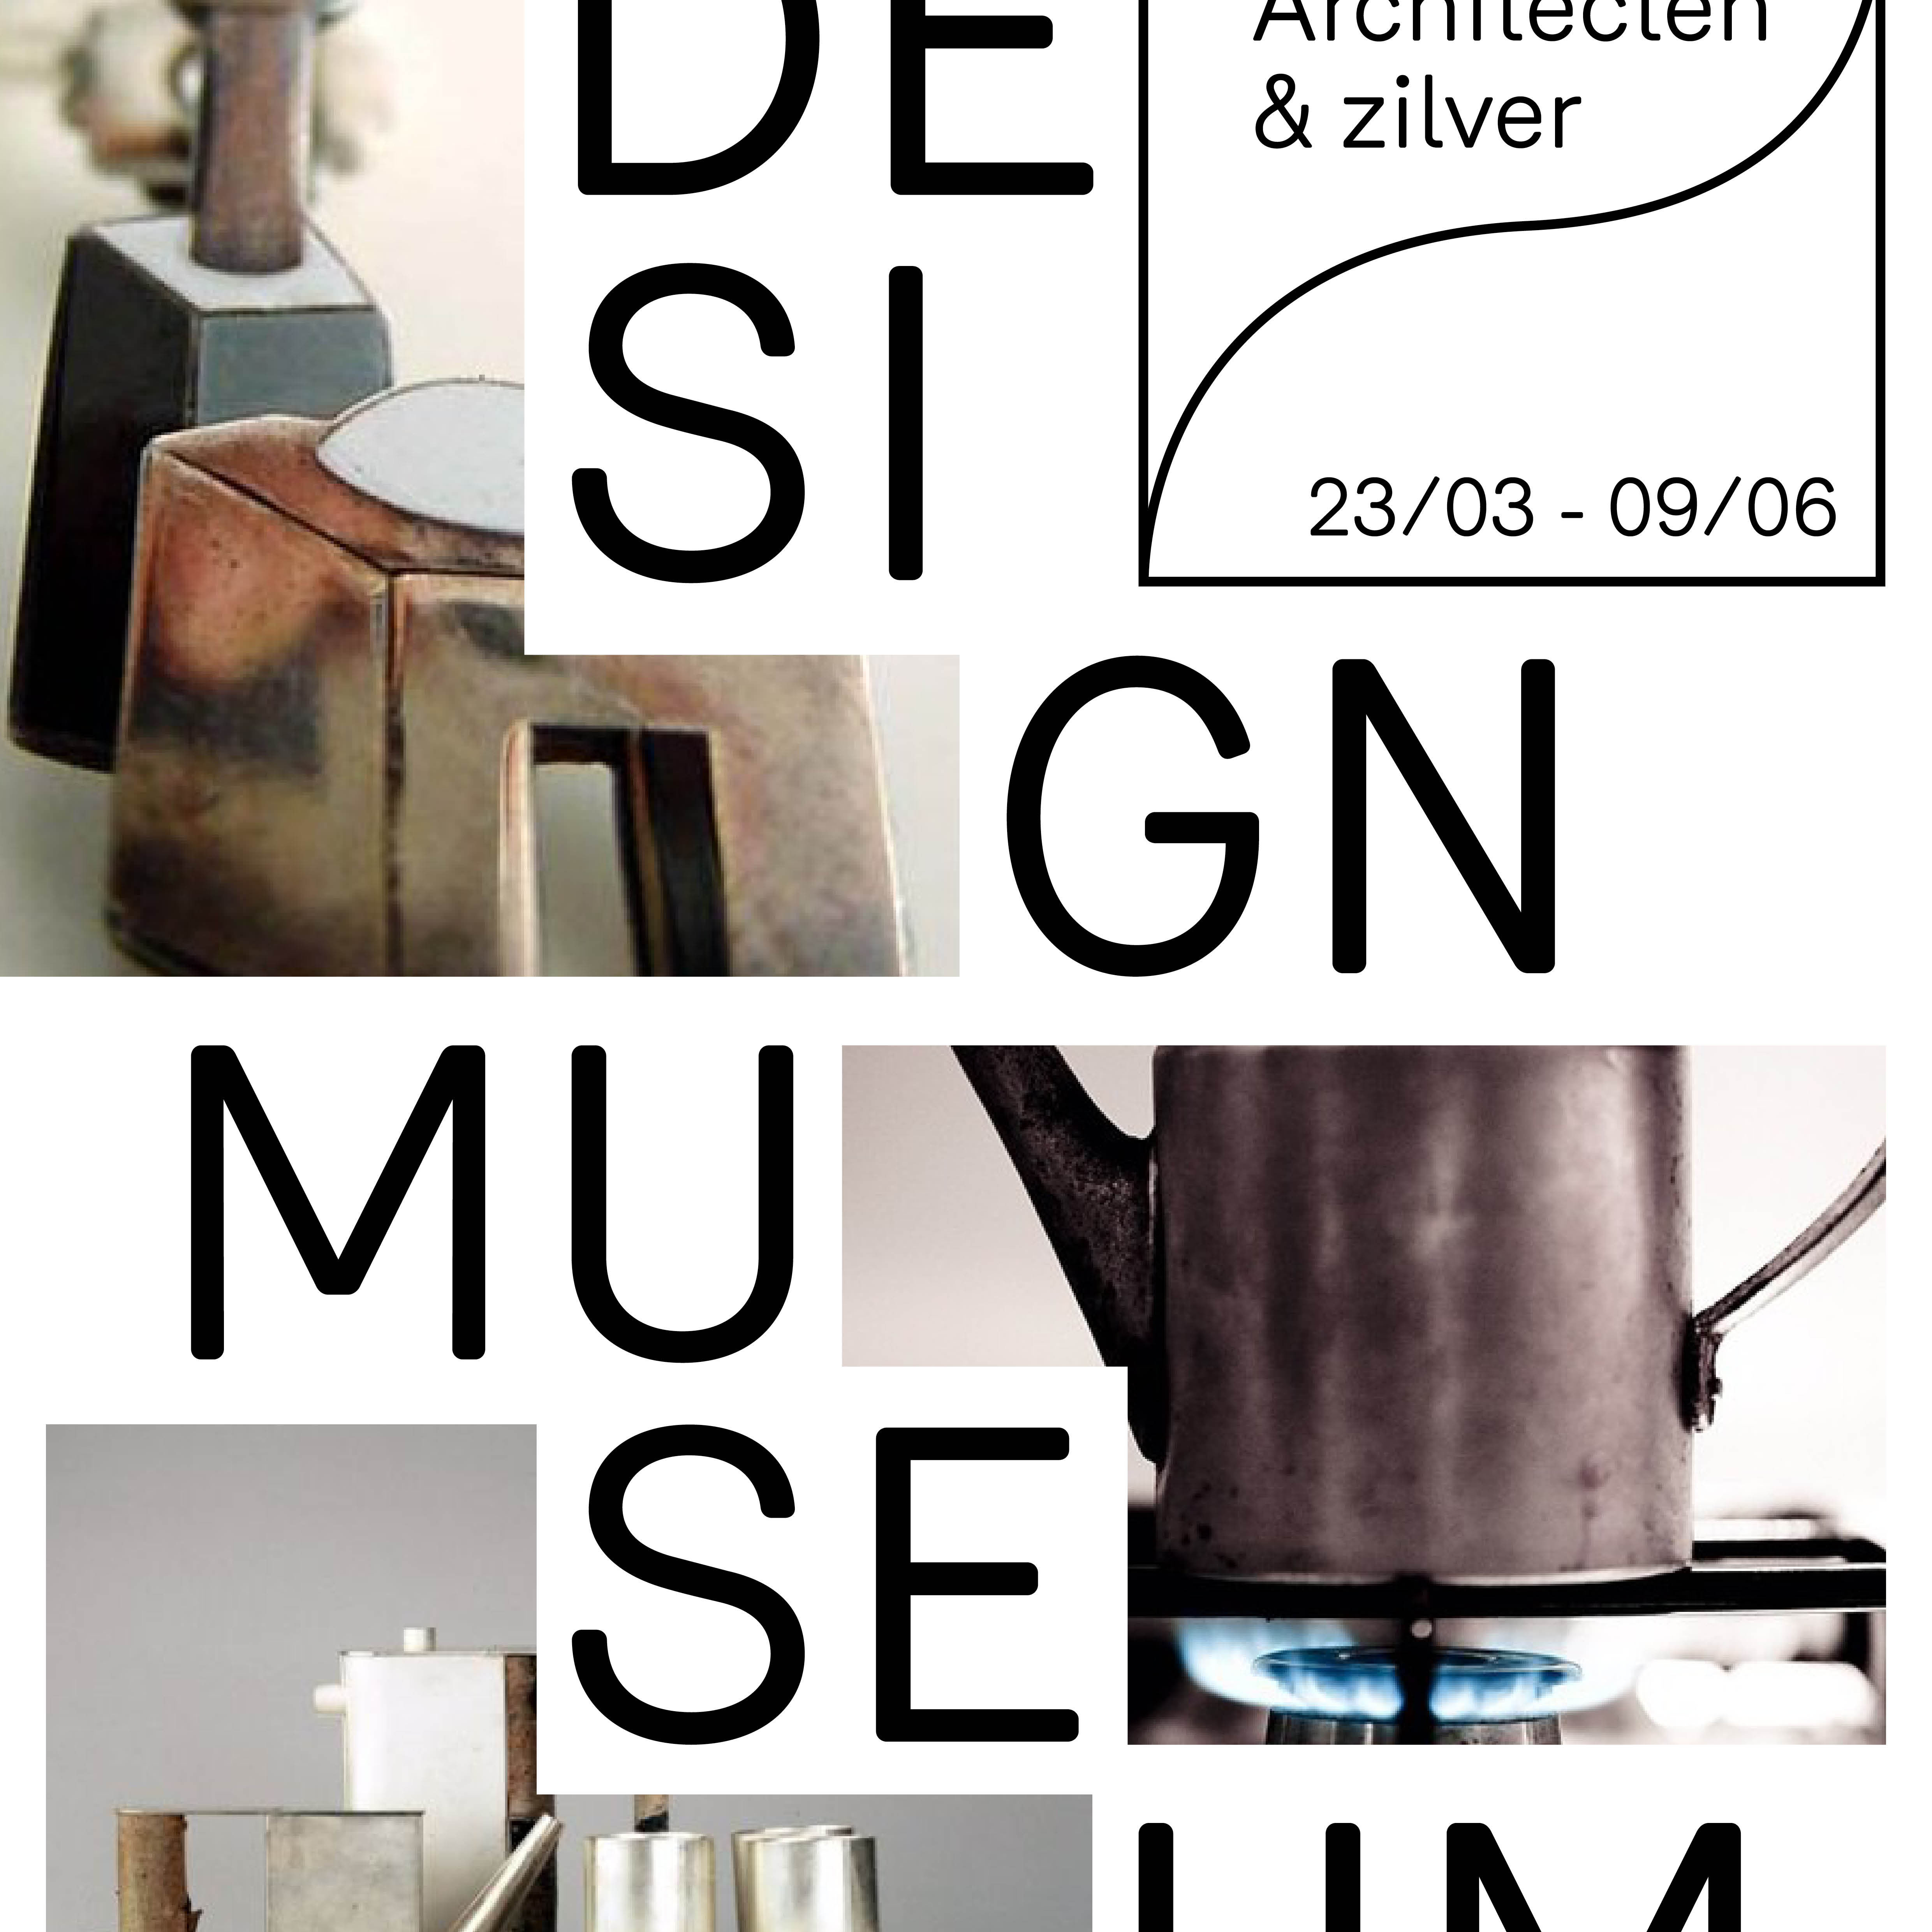 DE
Architecten
& zilver
SI
23/03 - 09/06
GN
MU
SE
UM